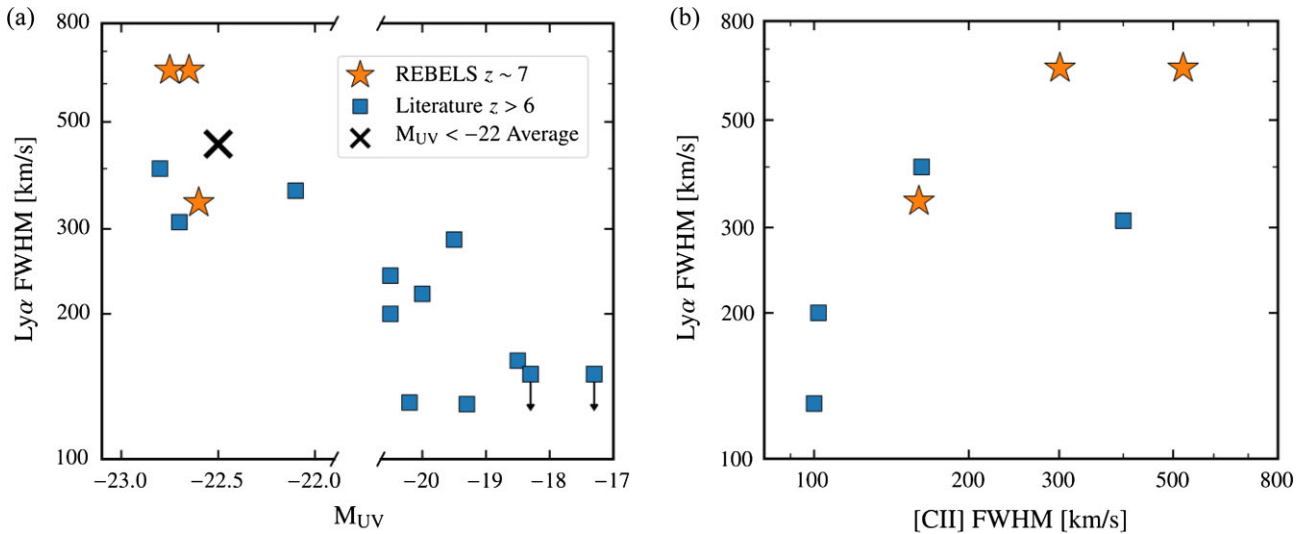 (a)
800
500
400
300
200
100
Lyα FWHM [km/s]
REBELS z ~ 7
Literature z > 6
M_UV < −22 Average
−23.0 −22.5 −22.0 −20 −19 −18 −17
M_UV
(b)
800
500
400
300
200
100
Lyα FWHM [km/s]
100 200 300 500 800
[CII] FWHM [km/s]